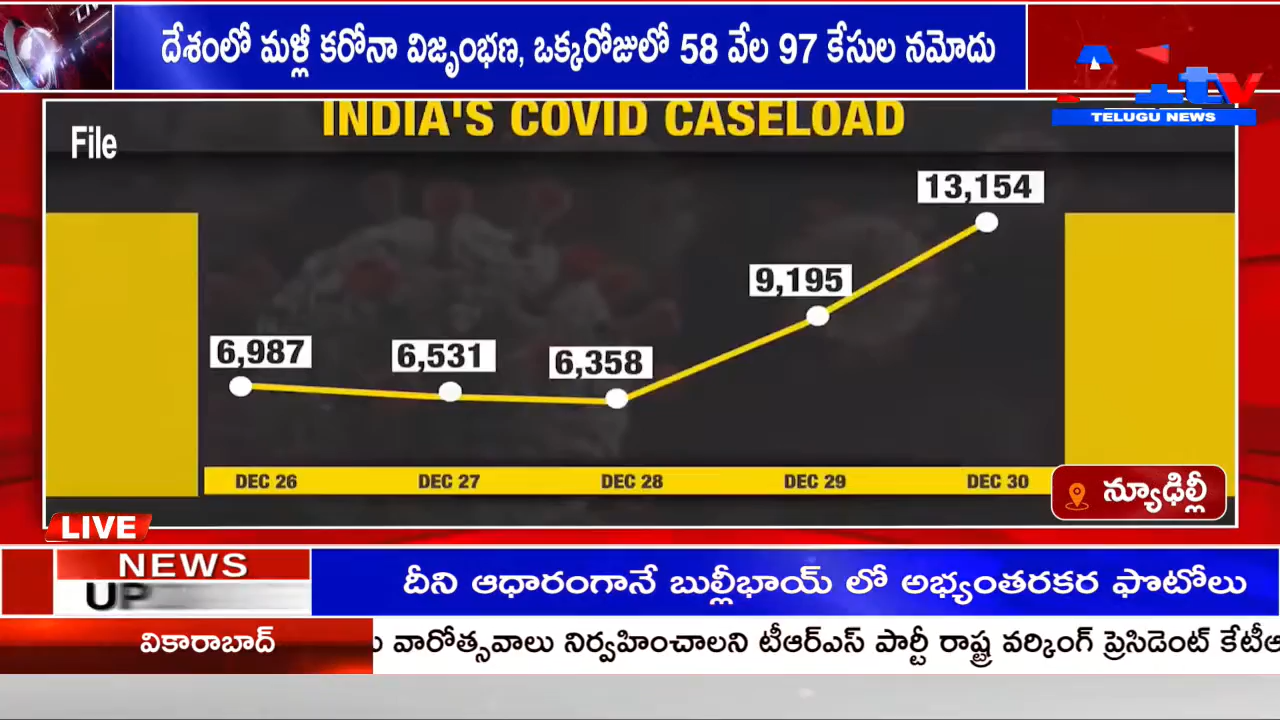 దేశంలో మళ్లీ కరోనా విజృంభణ, ఒక్కరోజులో 58 వేల 97 కేసుల నమోదు
tv
TELUGU NEWS
INDIA'S COVID CASELOAD
File
13,154
9,195
6,987
6,531
6,358
DEC 26 DEC 27 DEC 28 DEC 29 DEC 30
న్యూఢిల్లీ
LIVE
NEWS
UP
దీని ఆధారంగానే బుల్లీభాయ్ లో అభ్యంతరకర ఫొటోలు
వికారాబాద్
వారోత్సవాలు నిర్వహించాలని టీఆర్ఎస్ పార్టీ రాష్ట్ర వర్కింగ్ ప్రెసిడెంట్